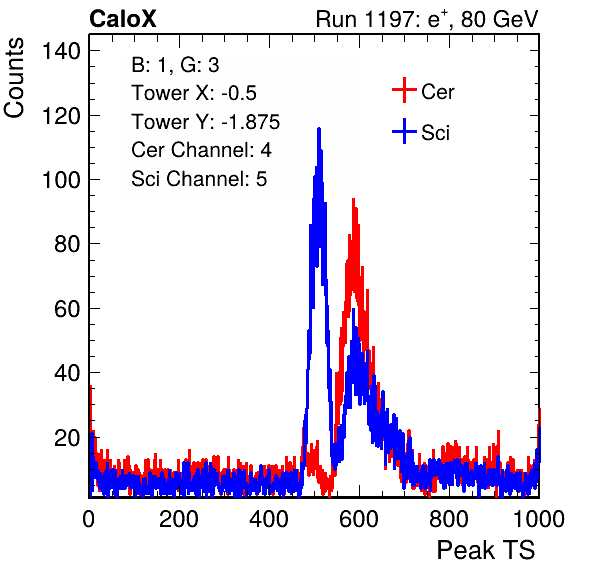 CaloX Run 1197: e⁺, 80 GeV
Counts
140
120
100
80
60
40
20
B: 1, G: 3
Tower X: -0.5
Tower Y: -1.875
Cer Channel: 4
Sci Channel: 5
Cer
Sci
0 200 400 600 800 1000
Peak TS